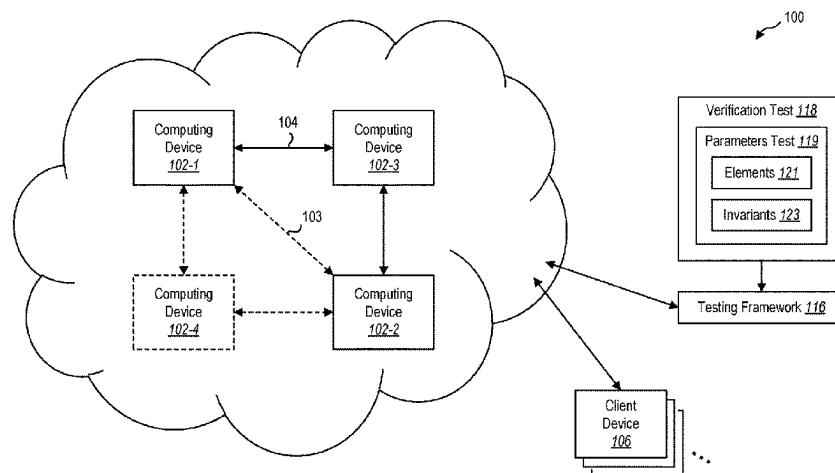 100
Verification Test 118
Parameters Test 119
Elements 121
Invariants 123
Testing Framework 116
104
103
Computing
Device
102-1
Computing
Device
102-3
Computing
Device
102-4
Computing
Device
102-2
Client
Device
106